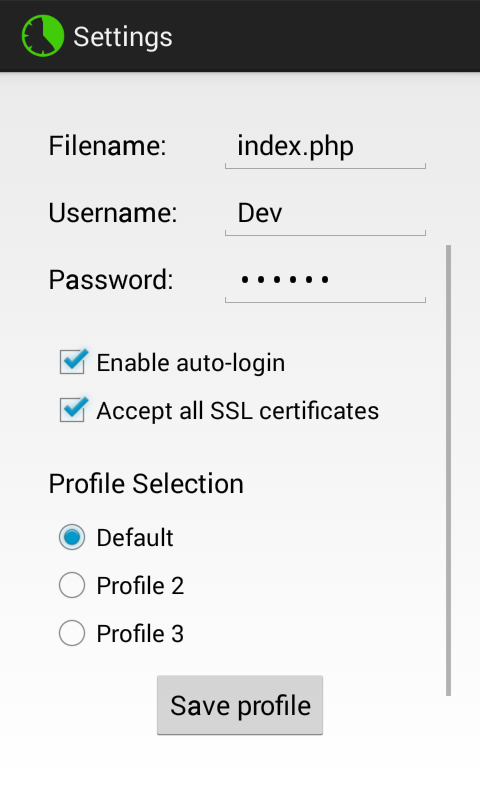 Settings
Filename: index.php
Username: Dev
Password: ••••••
Enable auto-login
Accept all SSL certificates
Profile Selection
Default
Profile 2
Profile 3
Save profile